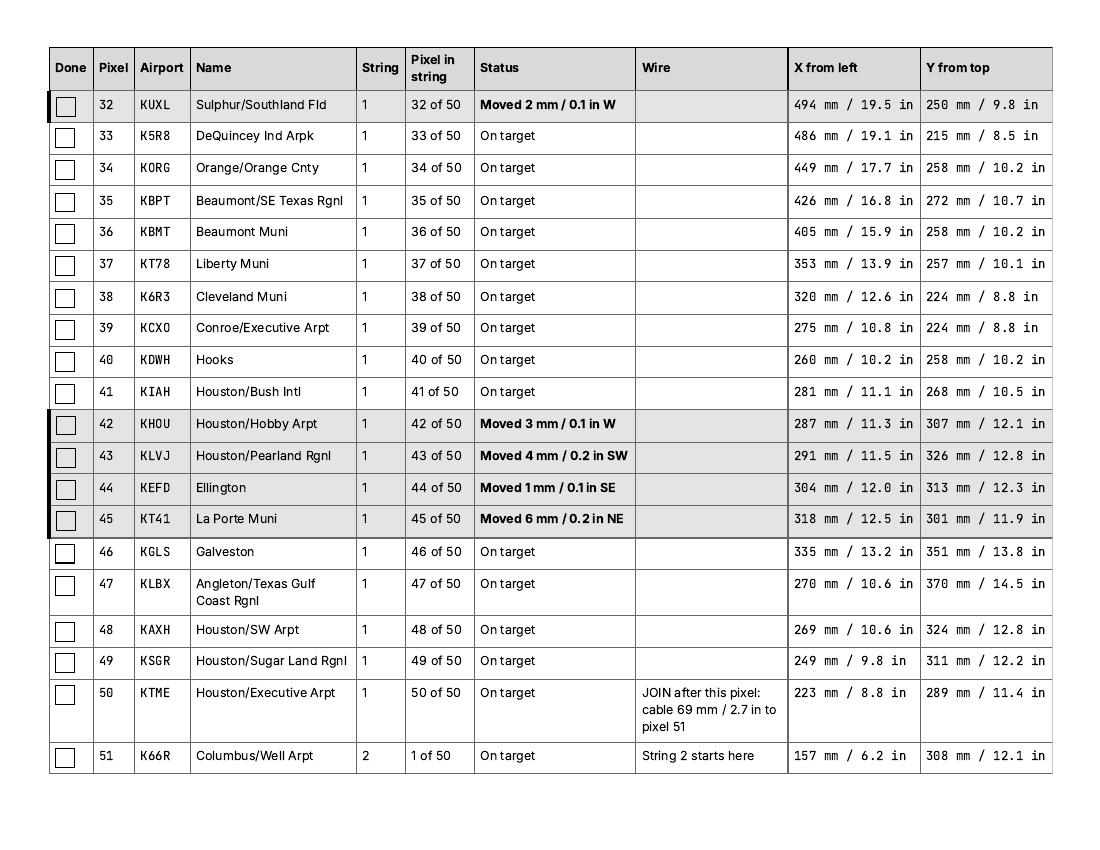 Done Pixel Airport Name String Pixel in string Status Wire X from left Y from top
32 KUXL Sulphur/Southland Fld 1 32 of 50 Moved 2 mm / 0.1 in W 494 mm / 19.5 in 250 mm / 9.8 in
33 K5R8 DeQuincey Ind Arpk 1 33 of 50 On target 486 mm / 19.1 in 215 mm / 8.5 in
34 KORG Orange/Orange Cnty 1 34 of 50 On target 449 mm / 17.7 in 258 mm / 10.2 in
35 KBPT Beaumont/SE Texas Rgnl 1 35 of 50 On target 426 mm / 16.8 in 272 mm / 10.7 in
36 KBMT Beaumont Muni 1 36 of 50 On target 405 mm / 15.9 in 258 mm / 10.2 in
37 KT78 Liberty Muni 1 37 of 50 On target 353 mm / 13.9 in 257 mm / 10.1 in
38 K6R3 Cleveland Muni 1 38 of 50 On target 320 mm / 12.6 in 224 mm / 8.8 in
39 KCXO Conroe/Executive Arpt 1 39 of 50 On target 275 mm / 10.8 in 224 mm / 8.8 in
40 KDWH Hooks 1 40 of 50 On target 260 mm / 10.2 in 258 mm / 10.2 in
41 KIAH Houston/Bush Intl 1 41 of 50 On target 281 mm / 11.1 in 268 mm / 10.5 in
42 KHOU Houston/Hobby Arpt 1 42 of 50 Moved 3 mm / 0.1 in W 287 mm / 11.3 in 307 mm / 12.1 in
43 KLVJ Houston/Pearland Rgnl 1 43 of 50 Moved 4 mm / 0.2 in SW 291 mm / 11.5 in 326 mm / 12.8 in
44 KEFD Ellington 1 44 of 50 Moved 1 mm / 0.1 in SE 304 mm / 12.0 in 313 mm / 12.3 in
45 KT41 La Porte Muni 1 45 of 50 Moved 6 mm / 0.2 in NE 318 mm / 12.5 in 301 mm / 11.9 in
46 KGLS Galveston 1 46 of 50 On target 335 mm / 13.2 in 351 mm / 13.8 in
47 KLBX Angleton/Texas Gulf 1 47 of 50 On target 270 mm / 10.6 in 370 mm / 14.5 in
Coast Rgnl
48 KAXH Houston/SW Arpt 1 48 of 50 On target 269 mm / 10.6 in 324 mm / 12.8 in
49 KSGR Houston/Sugar Land Rgnl 1 49 of 50 On target 249 mm / 9.8 in 311 mm / 12.2 in
50 KTME Houston/Executive Arpt 1 50 of 50 On target JOIN after this pixel: 223 mm / 8.8 in 289 mm / 11.4 in
cable 69 mm / 2.7 in to
pixel 51
51 K66R Columbus/Well Arpt 2 1 of 50 On target String 2 starts here 157 mm / 6.2 in 308 mm / 12.1 in